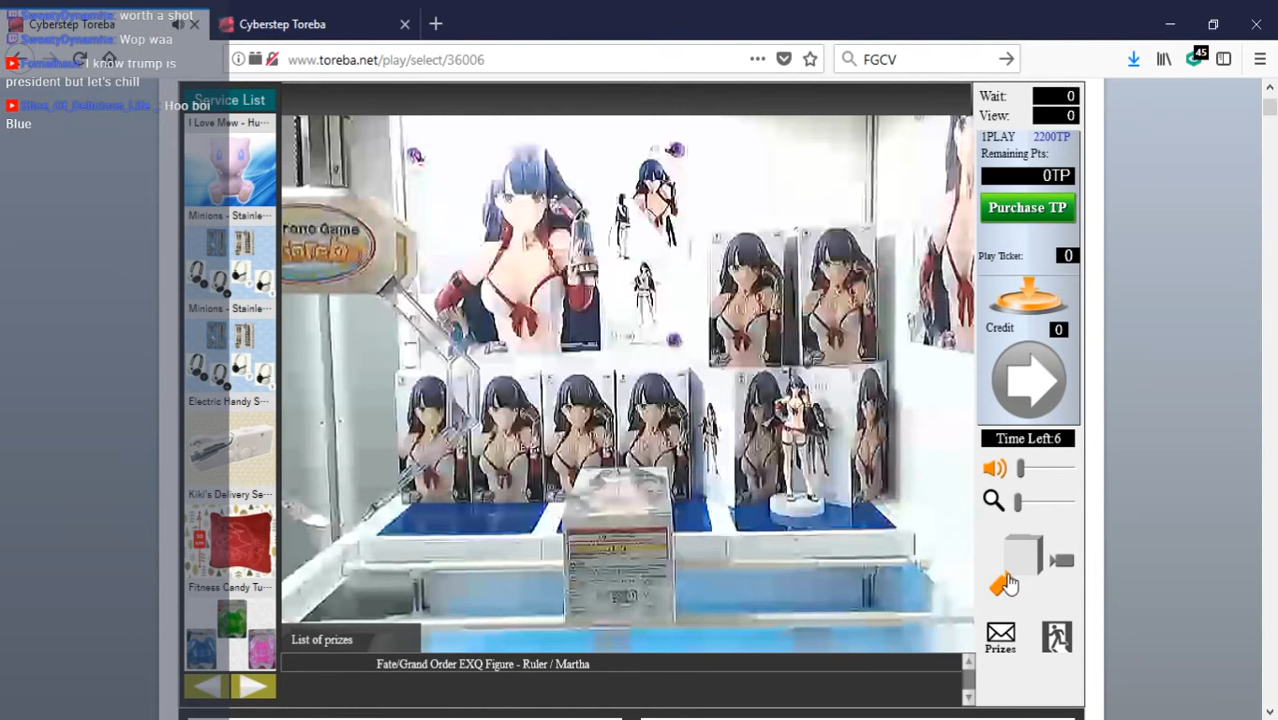 Cyberstep Toreba
Cyberstep Toreba
SweatyDynamite: worth a shot
SweatyDynamite: Wop waa
I know trump is
president but let's chill
Hoo boi
Blue
www.toreba.net/play/select/36006
FGCV
45
Service List
I Love Mew - Hu···
Minions - Stainle···
Minions - Stainle···
Electric Handy S···
Kiki's Delivery Se···
Fitness Candy Tu···
List of prizes
Fate/Grand Order EXQ Figure - Ruler / Martha
Wait: 0
View: 0
1PLAY 2200TP
Remaining Pts:
0TP
Purchase TP
Play Ticket: 0
Credit 0
Time Left:6
Prizes